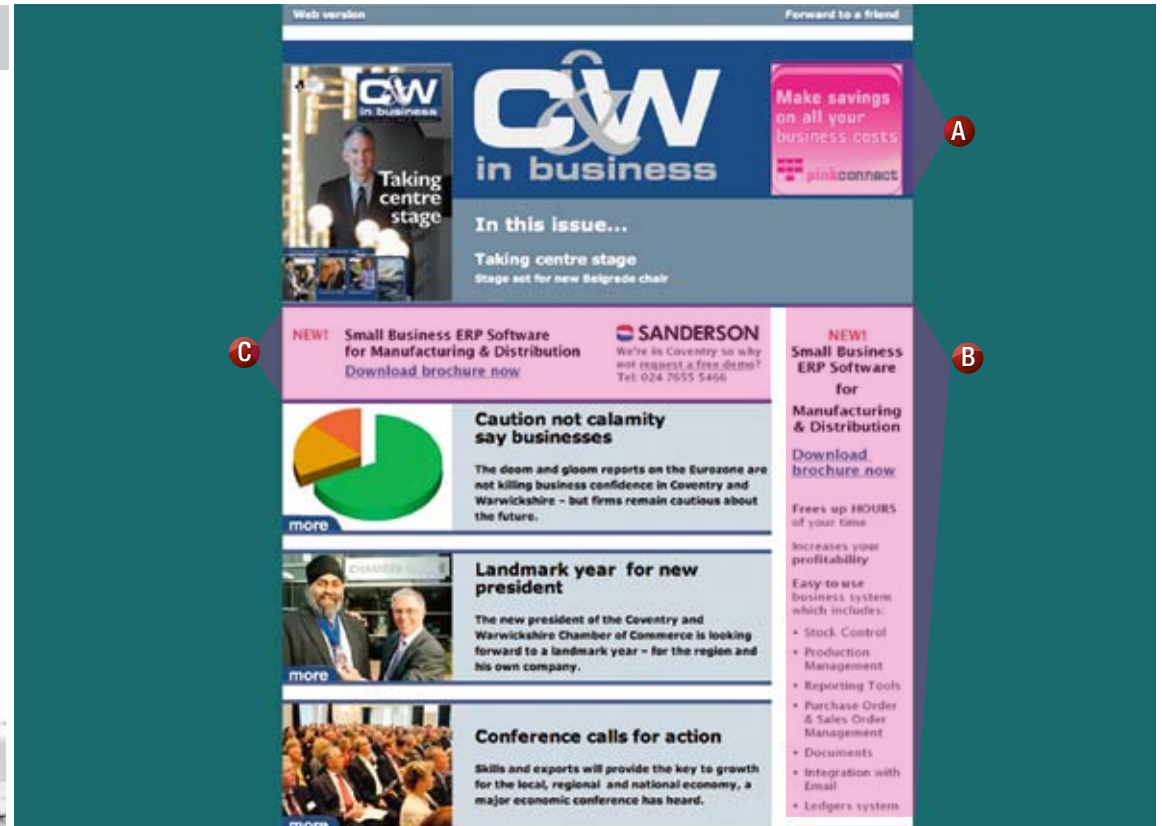 Web version
Forward to a friend
C&W
in business
Taking
centre
stage
C&W
in business
Make savings
on all your
business costs
pinkconnect
A
In this issue...
Taking centre stage
Stage set for new Belgrade chair
C
NEW!
Small Business ERP Software
for Manufacturing & Distribution
Download brochure now
SANDERSON
We're in Coventry so why
not request a free demo?
Tel: 024 7655 5466
B
NEW!
Small Business
ERP Software
for
Manufacturing
& Distribution
Download
brochure now
Frees up HOURS
of your time
Increases your
profitability
Easy-to-use
business system
which includes:
• Stock Control
• Production
Management
• Reporting Tools
• Purchase Order
& Sales Order
Management
• Documents
• Integration with
Email
• Ledgers system
Caution not calamity
say businesses
The doom and gloom reports on the Eurozone are
not killing business confidence in Coventry and
Warwickshire – but firms remain cautious about
the future.
more
CHAMBER
Landmark year for new
president
The new president of the Coventry and
Warwickshire Chamber of Commerce is looking
forward to a landmark year – for the region and
his own company.
more
Conference calls for action
Skills and exports will provide the key to growth
for the local, regional and national economy, a
major economic conference has heard.
more